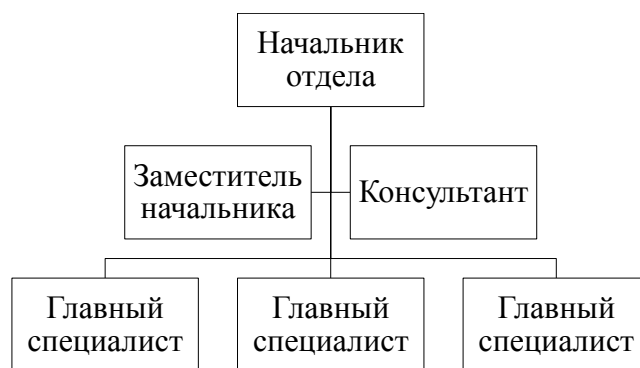 Начальник
отдела
Заместитель
начальника
Консультант
Главный
специалист
Главный
специалист
Главный
специалист